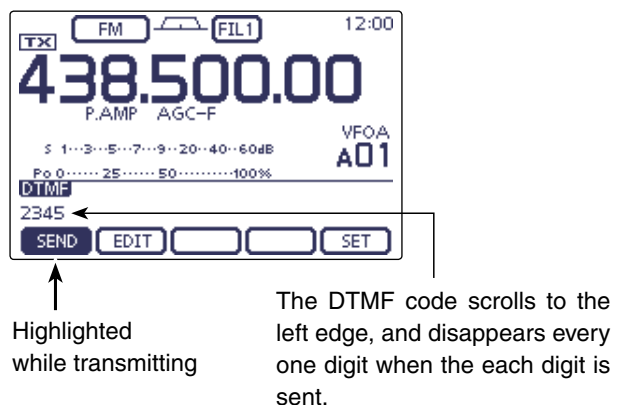 FM FIL1 12:00
TX
438.500.00
P.AMP AGC-F
VFOA
S 1···3···5···7···9··20··40··60dB
A01
Po 0······ 25······ 50··········100%
DTMF
2345
SEND EDIT SET
Highlighted
while transmitting
The DTMF code scrolls to the
left edge, and disappears every
one digit when the each digit is
sent.